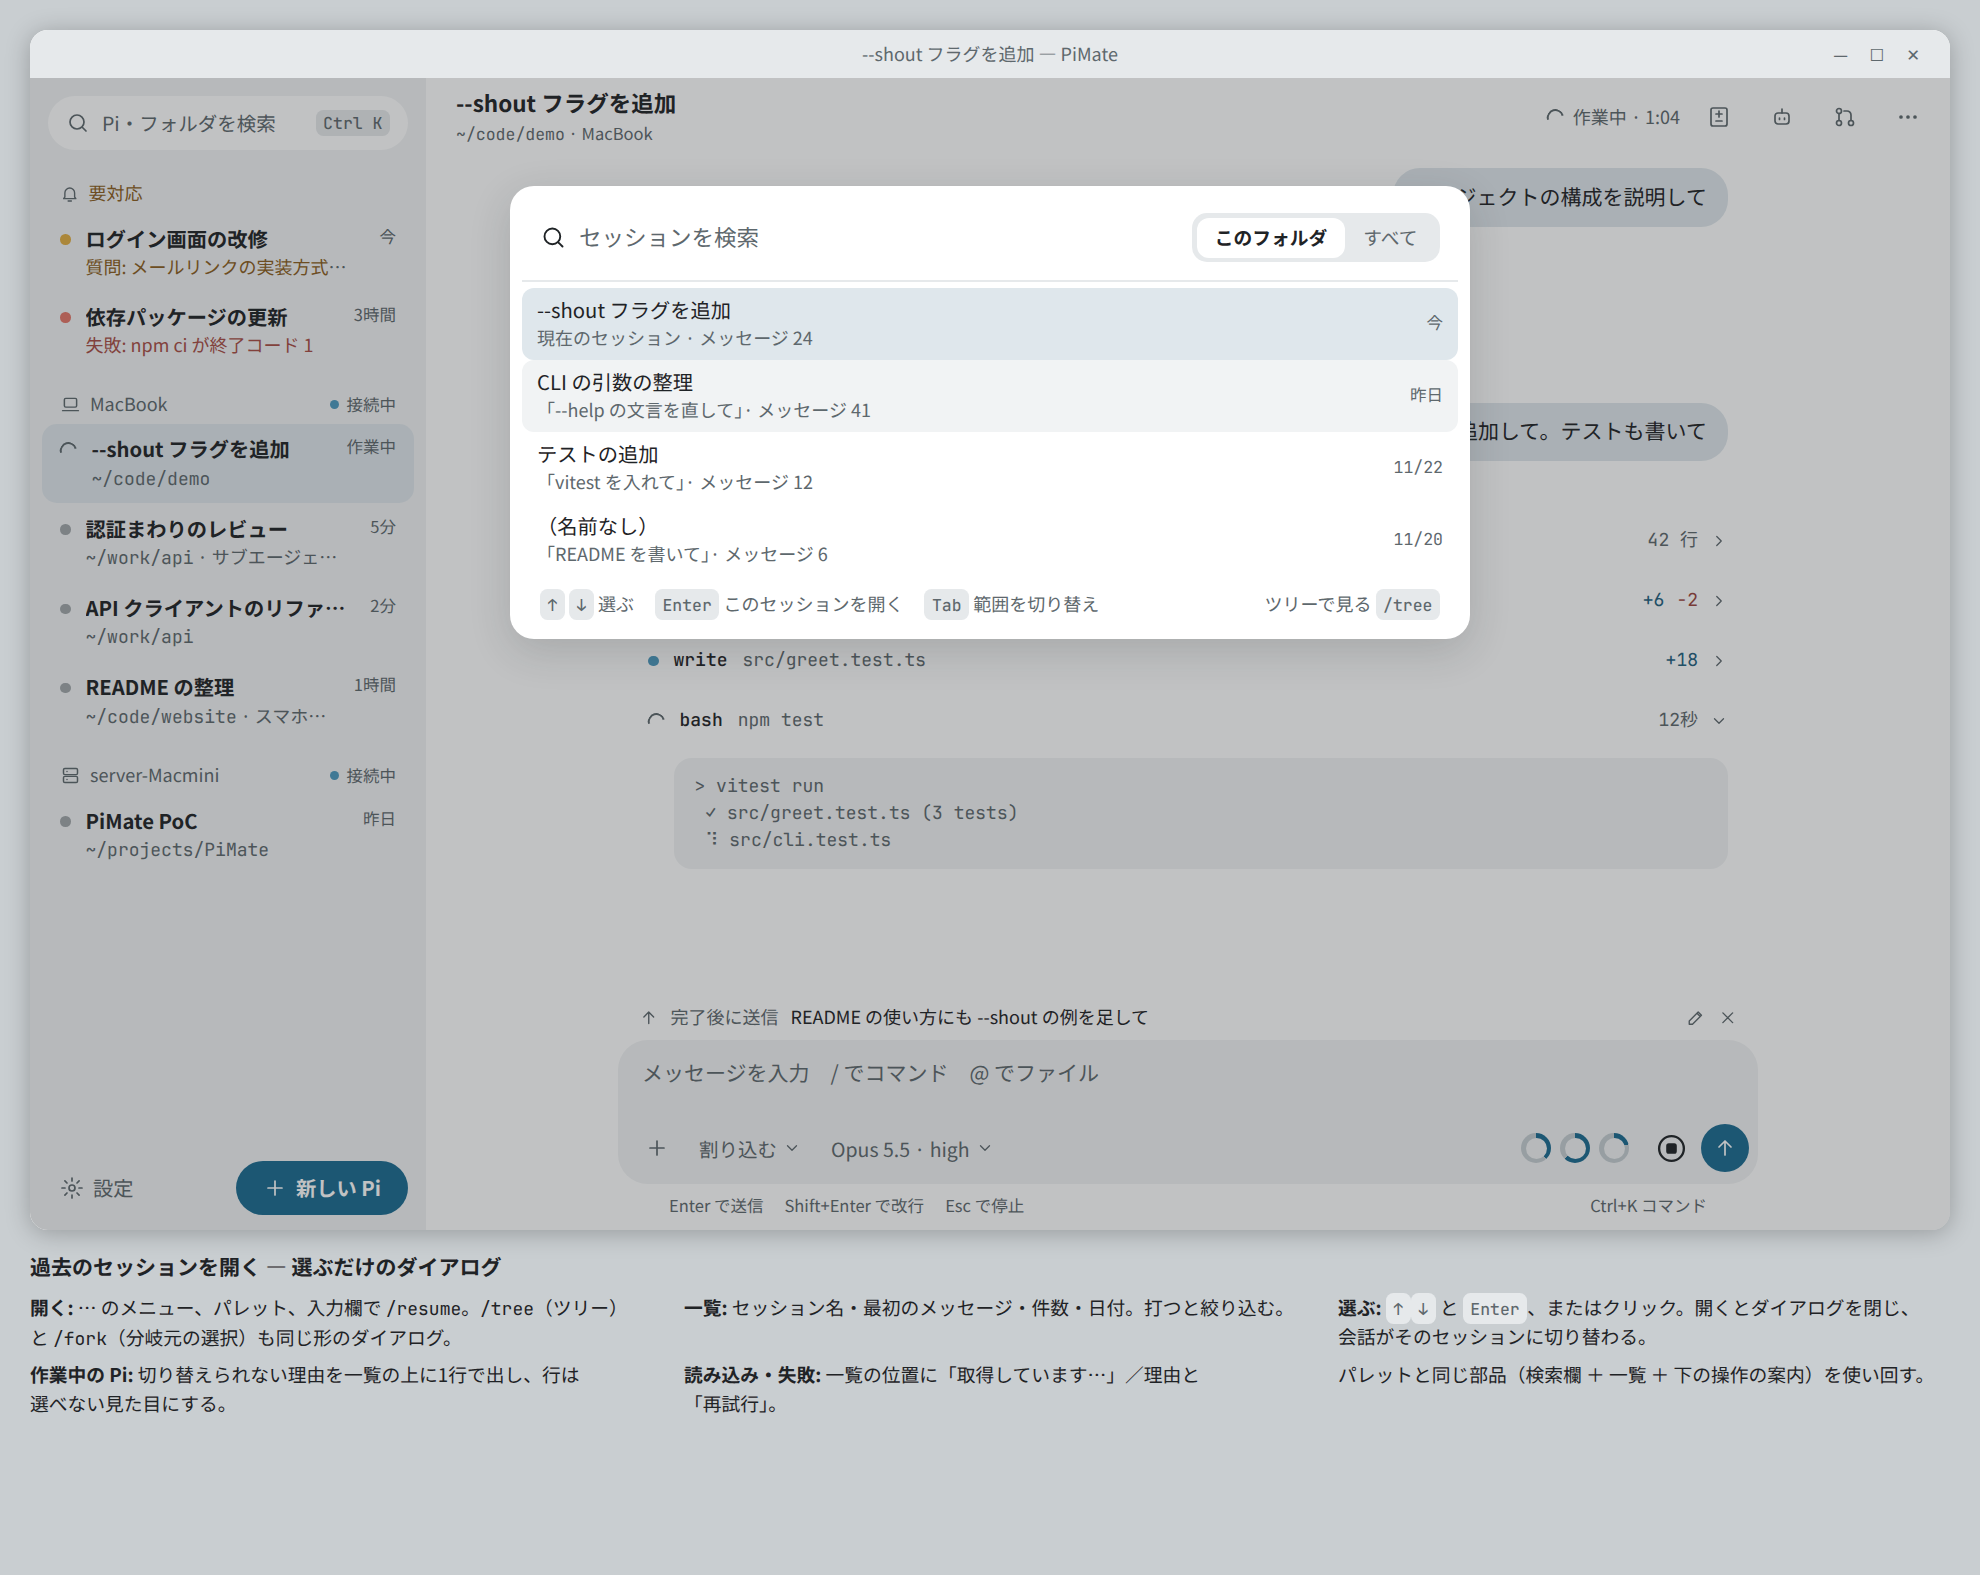 --shout フラグを追加 — PiMate
Pi・フォルダを検索 Ctrl K
要対応
ログイン画面の改修 今
質問: メールリンクの実装方式…
依存パッケージの更新 3時間
失敗: npm ci が終了コード 1
MacBook 接続中
--shout フラグを追加 作業中
~/code/demo
認証まわりのレビュー 5分
~/work/api · サブエージェ…
API クライアントのリファ… 2分
~/work/api
README の整理 1時間
~/code/website · スマホ…
server-Macmini 接続中
PiMate PoC 昨日
~/projects/PiMate
設定
新しい Pi
--shout フラグを追加
~/code/demo · MacBook
作業中 · 1:04
ジェクトの構成を説明して
追加して。テストも書いて
42 行
+6 -2
セッションを検索
このフォルダ すべて
--shout フラグを追加
現在のセッション · メッセージ 24
今
CLI の引数の整理
「--help の文言を直して」· メッセージ 41
昨日
テストの追加
「vitest を入れて」· メッセージ 12
11/22
（名前なし）
「README を書いて」· メッセージ 6
11/20
↑ ↓ 選ぶ Enter このセッションを開く Tab 範囲を切り替え ツリーで見る /tree
write src/greet.test.ts +18
bash npm test 12秒
> vitest run
✓ src/greet.test.ts (3 tests)
src/cli.test.ts
完了後に送信 README の使い方にも --shout の例を足して
メッセージを入力 / でコマンド @ でファイル
割り込む Opus 5.5 · high
Enter で送信 Shift+Enter で改行 Esc で停止 Ctrl+K コマンド
過去のセッションを開く — 選ぶだけのダイアログ
開く: … のメニュー、パレット、入力欄で /resume。/tree（ツリー）
と /fork（分岐元の選択）も同じ形のダイアログ。
一覧: セッション名・最初のメッセージ・件数・日付。打つと絞り込む。
選ぶ: ↑ ↓ と Enter 、またはクリック。開くとダイアログを閉じ、
会話がそのセッションに切り替わる。
作業中の Pi: 切り替えられない理由を一覧の上に1行で出し、行は
選べない見た目にする。
読み込み・失敗: 一覧の位置に「取得しています…」／理由と
「再試行」。
パレットと同じ部品（検索欄 ＋ 一覧 ＋ 下の操作の案内）を使い回す。